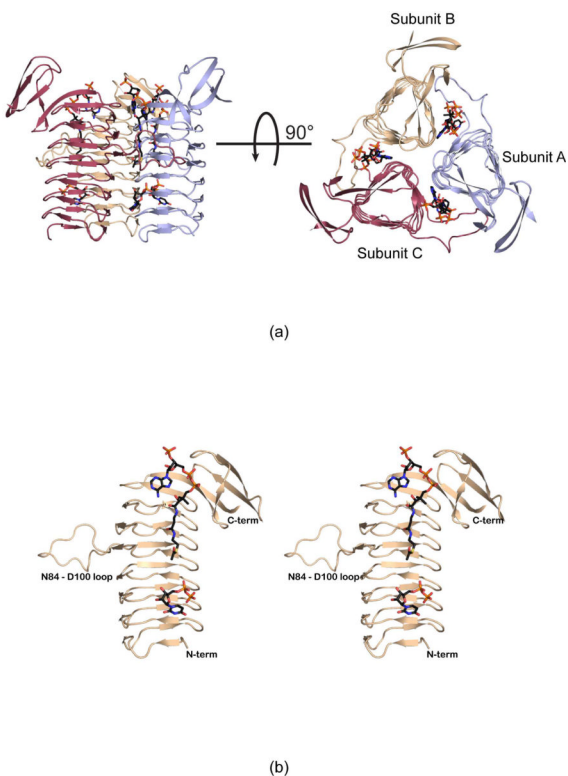 Subunit B
90°
Subunit A
Subunit C
(a)
C-term
C-term
N84 - D100 loop
N84 - D100 loop
N-term
N-term
(b)